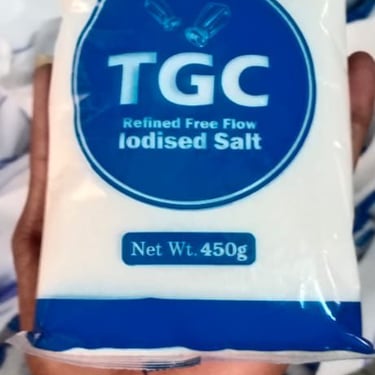 TGC
Refined Free Flow
Iodised Salt
Net Wt. 450g